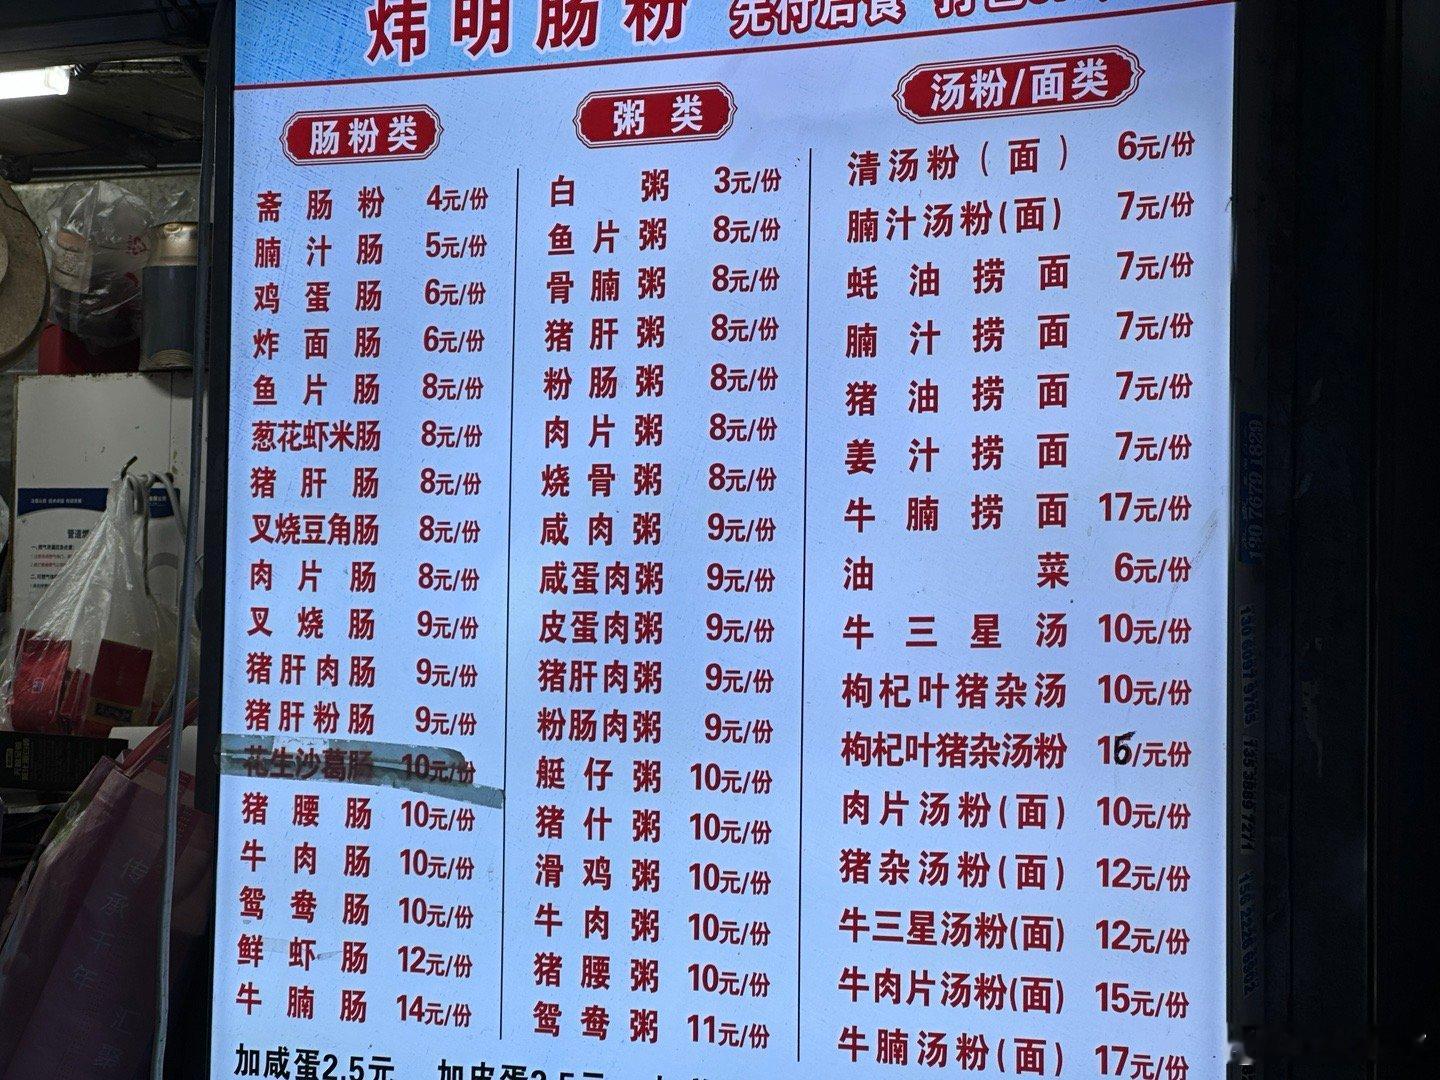 炜明肠粉 先付后食
肠粉类
斋肠粉 4元/份
腩汁肠 5元/份
鸡蛋肠 6元/份
炸面肠 6元/份
鱼片肠 8元/份
葱花虾米肠 8元/份
猪肝肠 8元/份
叉烧豆角肠 8元/份
肉片肠 8元/份
叉烧肠 9元/份
猪肝肉肠 9元/份
猪肝粉肠 9元/份
花生沙葛肠 10元/份
猪腰肠 10元/份
牛肉肠 10元/份
鸳鸯肠 10元/份
鲜虾肠 12元/份
牛腩肠 14元/份
粥类
白粥 3元/份
鱼片粥 8元/份
骨腩粥 8元/份
猪肝粥 8元/份
粉肠粥 8元/份
肉片粥 8元/份
烧骨粥 8元/份
咸肉粥 9元/份
咸蛋肉粥 9元/份
皮蛋肉粥 9元/份
猪肝肉粥 9元/份
粉肠肉粥 9元/份
艇仔粥 10元/份
猪什粥 10元/份
滑鸡粥 10元/份
牛肉粥 10元/份
猪腰粥 10元/份
鸳鸯粥 11元/份
汤粉/面类
清汤粉(面) 6元/份
腩汁汤粉(面) 7元/份
蚝油捞面 7元/份
腩汁捞面 7元/份
猪油捞面 7元/份
姜汁捞面 7元/份
牛腩捞面 17元/份
油菜 6元/份
牛三星汤 10元/份
枸杞叶猪杂汤 10元/份
枸杞叶猪杂汤粉 15/元份
肉片汤粉(面) 10元/份
猪杂汤粉(面) 12元/份
牛三星汤粉(面) 12元/份
牛肉片汤粉(面) 15元/份
牛腩汤粉(面) 17元/份
加咸蛋2.5元 加皮蛋2.5元
传承千年 汇聚